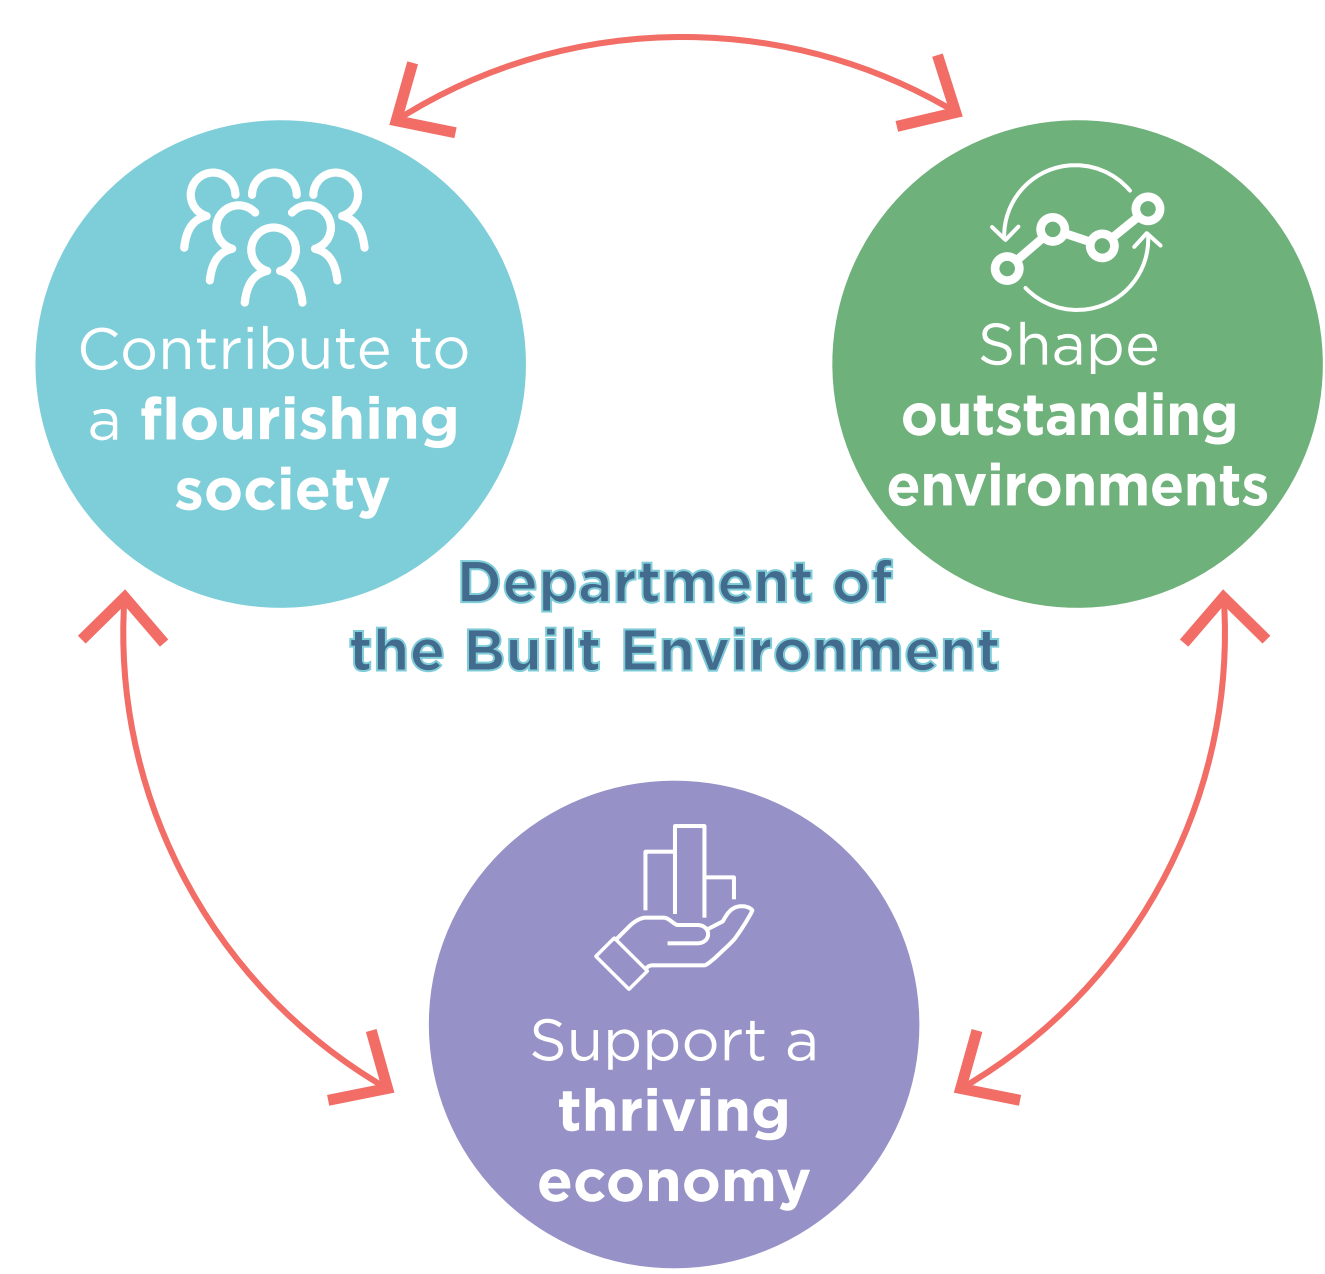 Contribute to
a flourishing
society
Shape
outstanding
environments
Department of
the Built Environment
Support a
thriving
economy